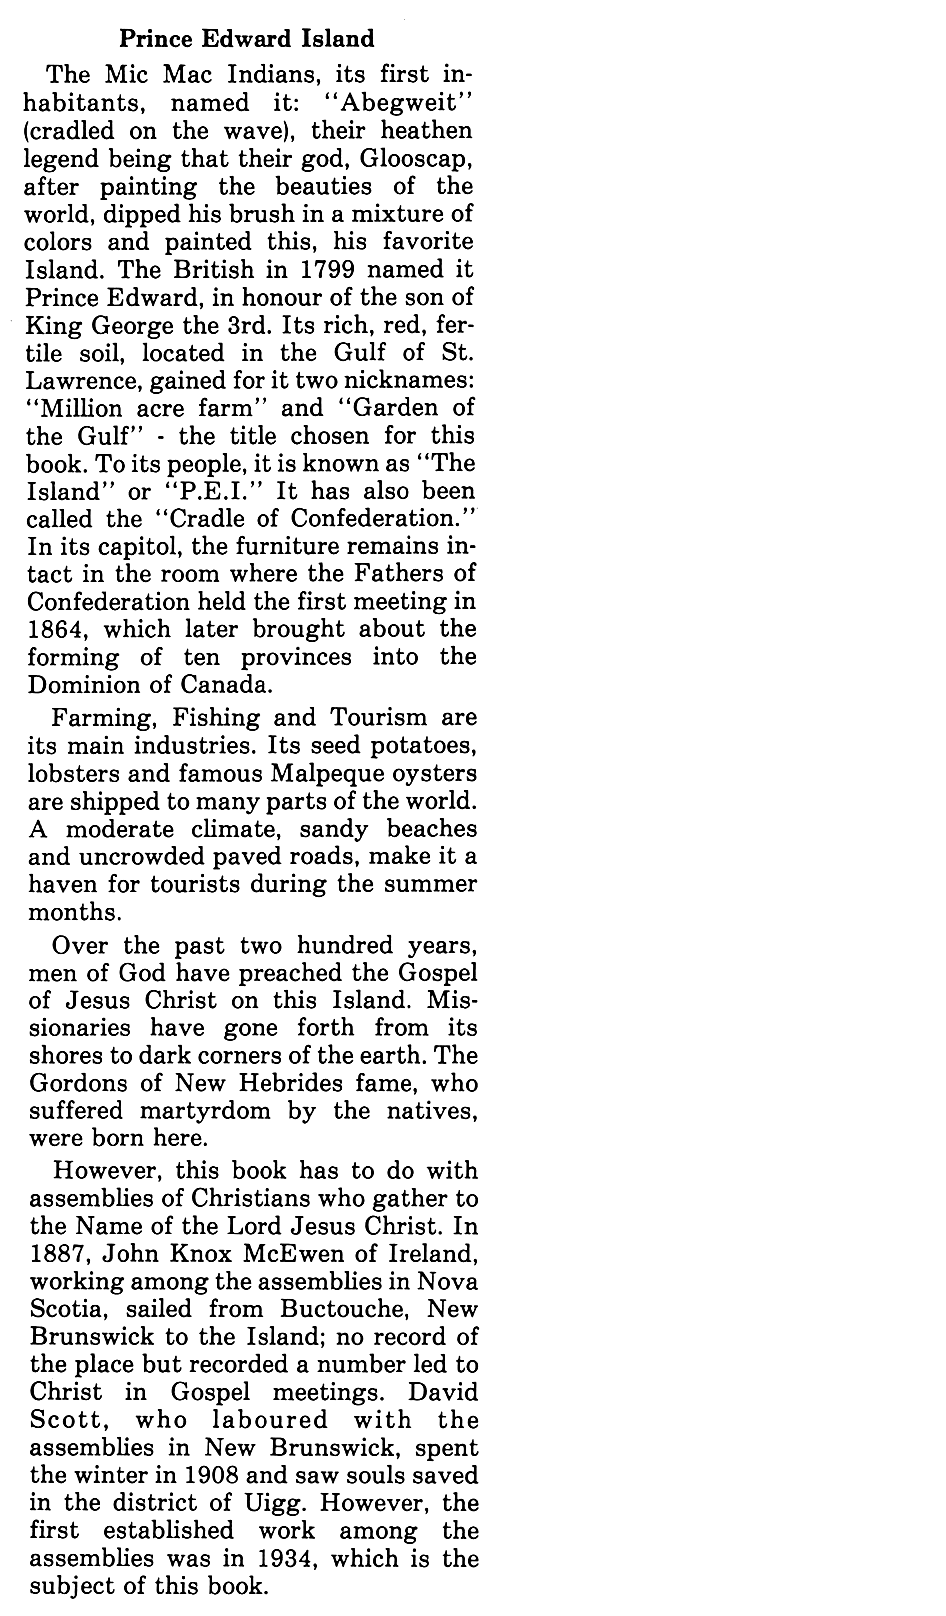 Prince Edward Island
The Mic Mac Indians, its first in-
habitants, named it: "Abegweit"
(cradled on the wave), their heathen
legend being that their god, Glooscap,
after painting the beauties of the
world, dipped his brush in a mixture of
colors and painted this, his favorite
Island. The British in 1799 named it
Prince Edward, in honour of the son of
King George the 3rd. Its rich, red, fer-
tile soil, located in the Gulf of St.
Lawrence, gained for it two nicknames:
"Million acre farm" and "Garden of
the Gulf" - the title chosen for this
book. To its people, it is known as "The
Island" or "P.E.I." It has also been
called the "Cradle of Confederation."
In its capitol, the furniture remains in-
tact in the room where the Fathers of
Confederation held the first meeting in
1864, which later brought about the
forming of ten provinces into the
Dominion of Canada.
Farming, Fishing and Tourism are
its main industries. Its seed potatoes,
lobsters and famous Malpeque oysters
are shipped to many parts of the world.
A moderate climate, sandy beaches
and uncrowded paved roads, make it a
haven for tourists during the summer
months.
Over the past two hundred years,
men of God have preached the Gospel
of Jesus Christ on this Island. Mis-
sionaries have gone forth from its
shores to dark corners of the earth. The
Gordons of New Hebrides fame, who
suffered martyrdom by the natives,
were born here.
However, this book has to do with
assemblies of Christians who gather to
the Name of the Lord Jesus Christ. In
1887, John Knox McEwen of Ireland,
working among the assemblies in Nova
Scotia, sailed from Buctouche, New
Brunswick to the Island; no record of
the place but recorded a number led to
Christ in Gospel meetings. David
Scott, who laboured with the
assemblies in New Brunswick, spent
the winter in 1908 and saw souls saved
in the district of Uigg. However, the
first established work among the
assemblies was in 1934, which is the
subject of this book.